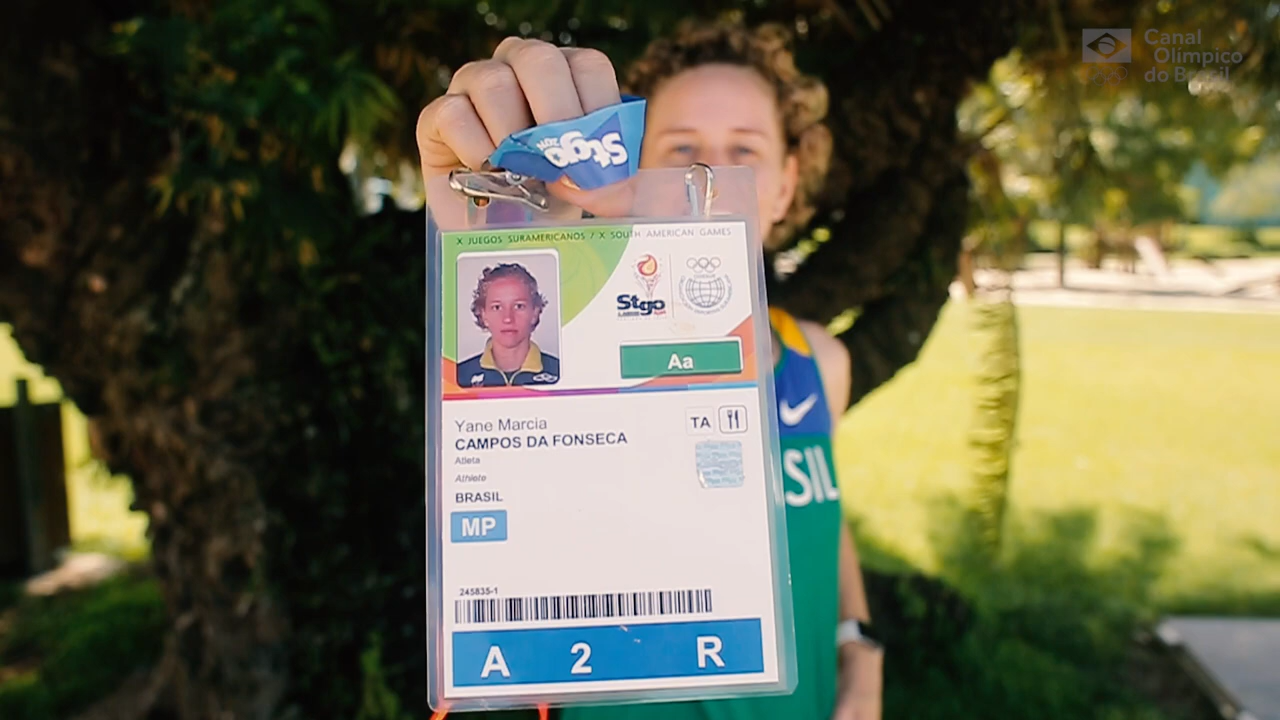 Canal
Olímpico
do Brasil
Stgo
X JUEGOS SURAMERICANOS / X SOUTH AMERICAN GAMES
Stgo
Aa
Yane Marcia
CAMPOS DA FONSECA
TA
Atleta
Athlete
BRASIL
MP
SIL
245835-1
A 2 R